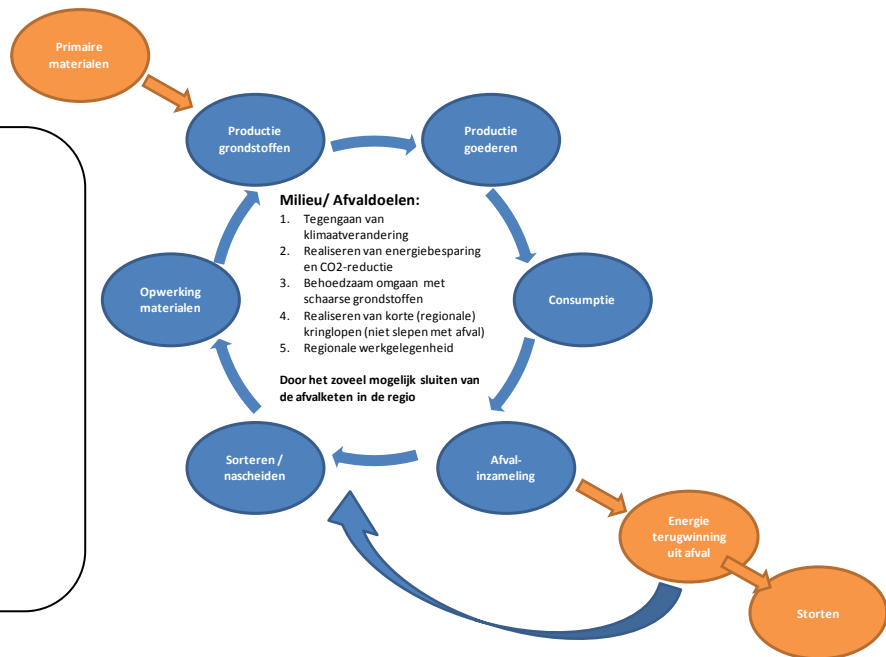 Primaire
materialen
Productie
grondstoffen
Productie
goederen
Milieu/ Afvaldoelen:
1. Tegengaan van
klimaatverandering
2. Realiseren van energiebesparing
en CO2-reductie
3. Behoedzaam omgaan met
schaarse grondstoffen
4. Realiseren van korte (regionale)
kringlopen (niet slepen met afval)
5. Regionale werkgelegenheid
Door het zoveel mogelijk sluiten van
de afvalketen in de regio
Opwerking
materialen
Consumptie
Sorteren /
nascheiden
Afval-
inzameling
Energie
terugwinning
uit afval
Storten